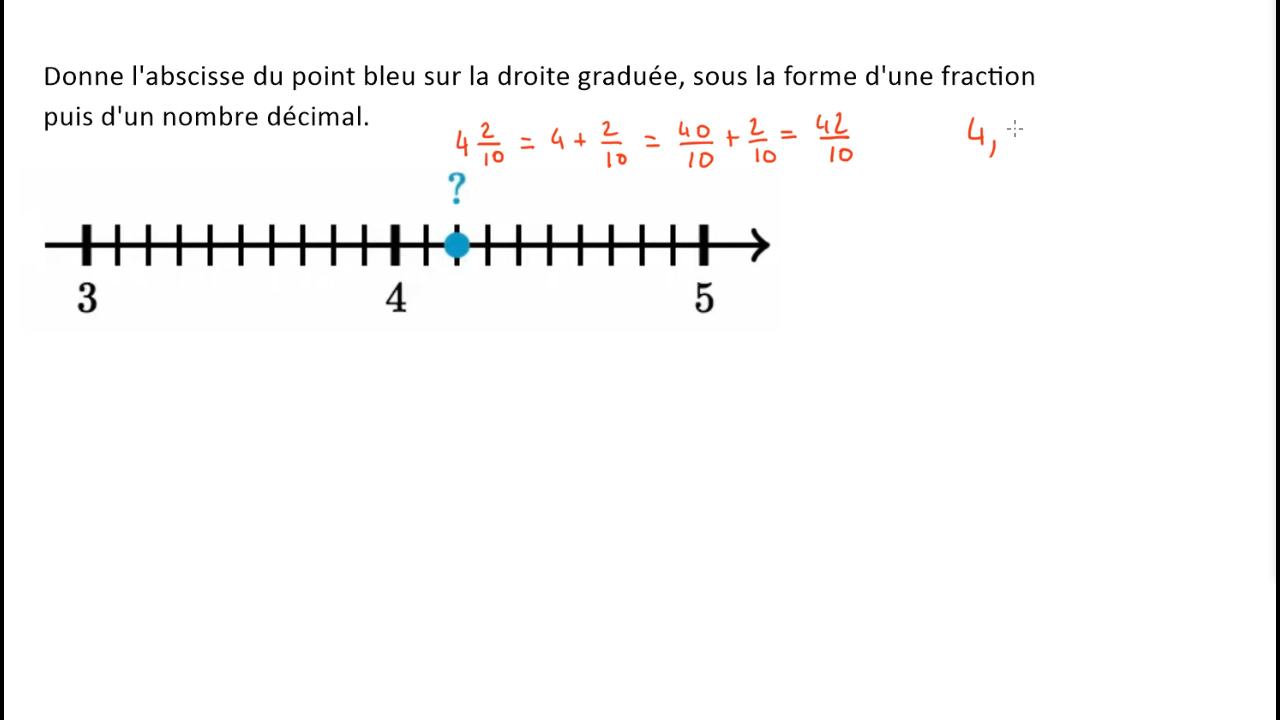 Donne l'abscisse du point bleu sur la droite graduée, sous la forme d'une fraction
puis d'un nombre décimal.
4 2/10 = 4 + 2/10 = 40/10 + 2/10 = 42/10 4,
?
3 4 5